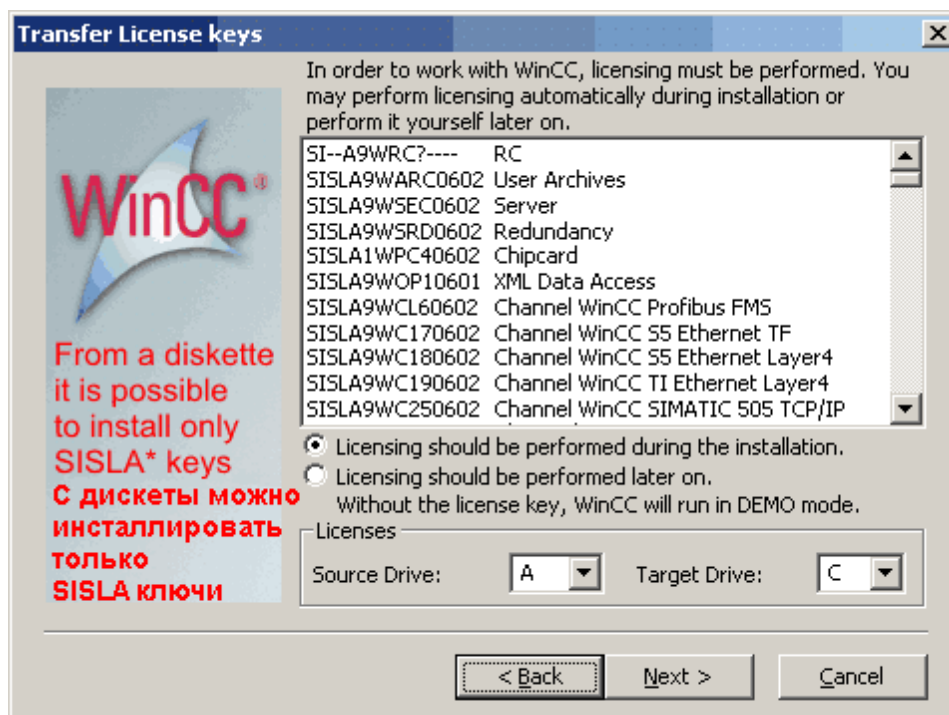 Transfer License keys
In order to work with WinCC, licensing must be performed. You
may perform licensing automatically during installation or
perform it yourself later on.
SI--A9WRC?---- RC
SISLA9WARC0602 User Archives
SISLA9WSEC0602 Server
SISLA9WSRD0602 Redundancy
SISLA1WPC40602 Chipcard
SISLA9WOP10601 XML Data Access
SISLA9WCL60602 Channel WinCC Profibus FMS
SISLA9WC170602 Channel WinCC S5 Ethernet TF
SISLA9WC180602 Channel WinCC S5 Ethernet Layer4
SISLA9WC190602 Channel WinCC TI Ethernet Layer4
SISLA9WC250602 Channel WinCC SIMATIC 505 TCP/IP
WinCC®
From a diskette
it is possible
to install only
SISLA* keys
С дискеты можно
инсталлировать
только
SISLA ключи
Licensing should be performed during the installation.
Licensing should be performed later on.
Without the license key, WinCC will run in DEMO mode.
Licenses
Source Drive: A Target Drive: C
< Back Next > Cancel